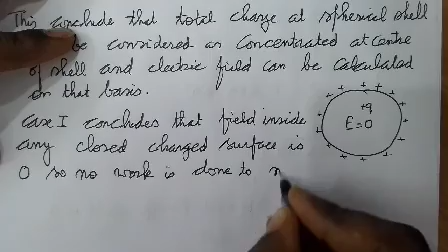 This conclude that total charge at spherical shell
be considered as concentrated at centre
of shell and electric field can be calculated
on that basis.
Case I concludes that field inside
any closed charged surface is
0 so no work is done to
+q
E=0